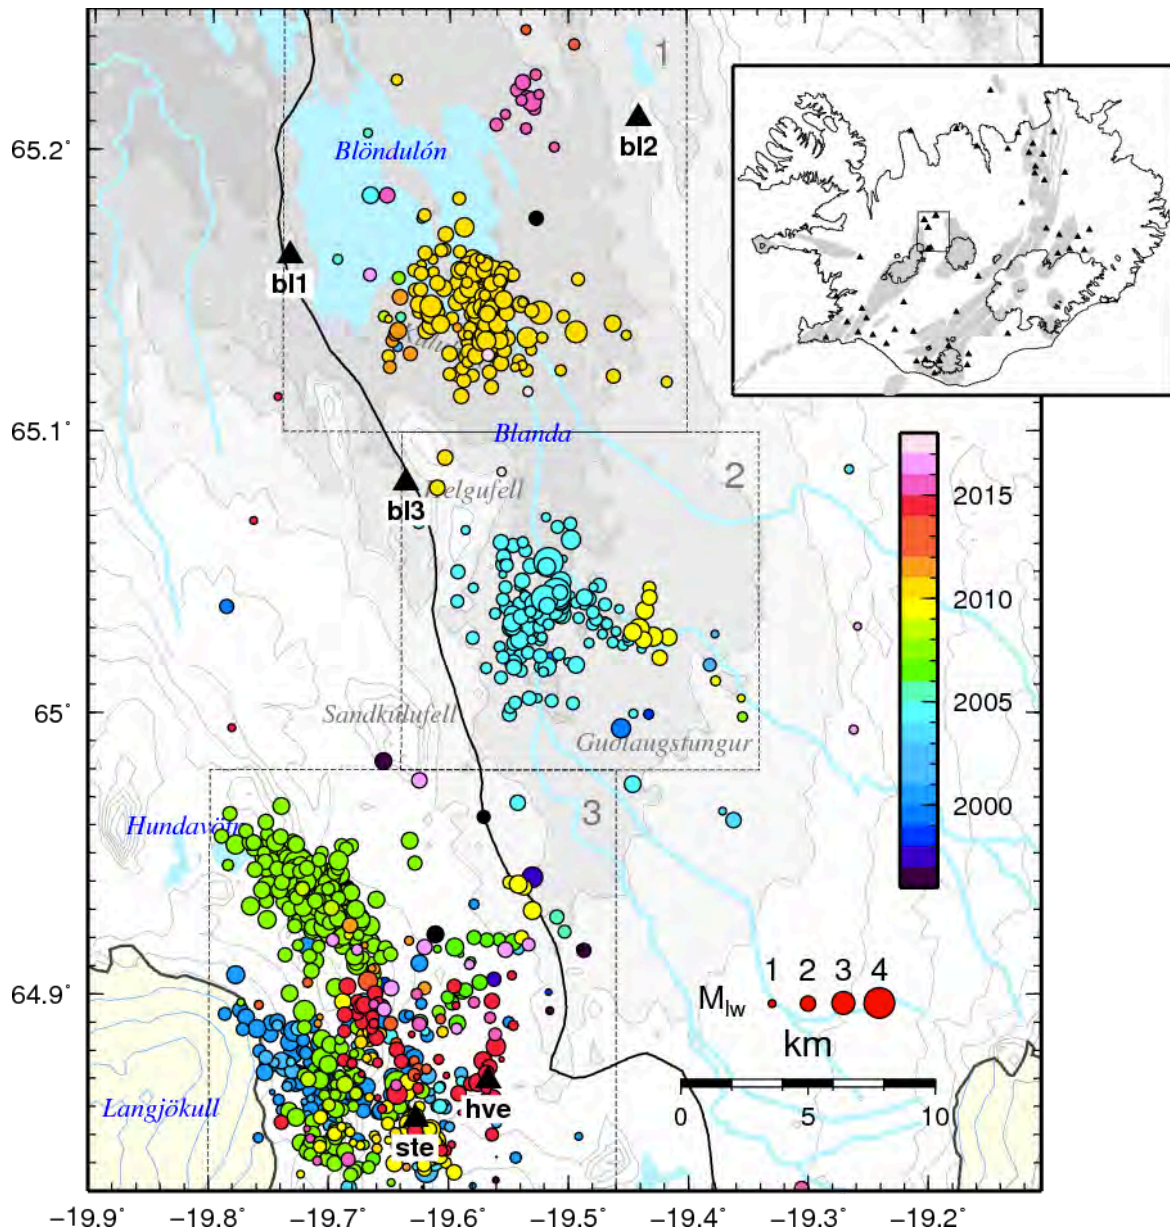 1
65.2°
Blöndulón
bl2
bl1
65.1°
Blanda
2
Helgufell
bl3
2015
2010
2005
2000
65°
Sandkúlufell
Guðlaugstungur
3
Hundavötn
64.9°
1 2 3 4
Mlw
km
0 5 10
Langjökull
hve
ste
−19.9° −19.8° −19.7° −19.6° −19.5° −19.4° −19.3° −19.2°